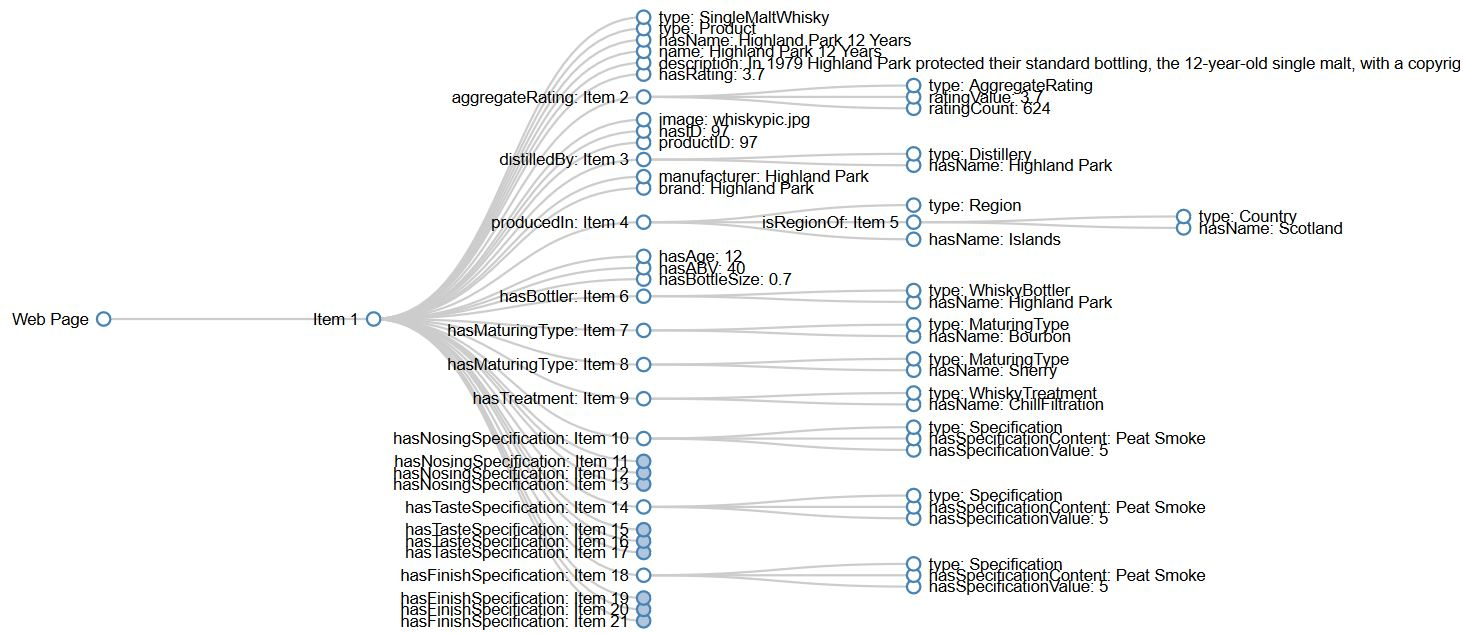 type: SingleMaltWhisky
type: Product
hasName: Highland Park 12 Years
name: Highland Park 12 Years
description: In 1979 Highland Park protected their standard bottling, the 12-year-old single malt, with a copyrig
hasRating: 3.7
aggregateRating: Item 2
type: AggregateRating
ratingValue: 3.7
ratingCount: 624
image: whiskypic.jpg
hasID: 97
productID: 97
distilledBy: Item 3
type: Distillery
hasName: Highland Park
manufacturer: Highland Park
brand: Highland Park
producedIn: Item 4
type: Region
isRegionOf: Item 5
type: Country
hasName: Scotland
hasName: Islands
hasAge: 12
hasABV: 40
hasBottleSize: 0.7
hasBottler: Item 6
type: WhiskyBottler
hasName: Highland Park
Web Page
Item 1
hasMaturingType: Item 7
type: MaturingType
hasName: Bourbon
hasMaturingType: Item 8
type: MaturingType
hasName: Sherry
hasTreatment: Item 9
type: WhiskyTreatment
hasName: ChillFiltration
hasNosingSpecification: Item 10
type: Specification
hasSpecificationContent: Peat Smoke
hasSpecificationValue: 5
hasNosingSpecification: Item 11
hasNosingSpecification: Item 12
hasNosingSpecification: Item 13
hasTasteSpecification: Item 14
type: Specification
hasSpecificationContent: Peat Smoke
hasSpecificationValue: 5
hasTasteSpecification: Item 15
hasTasteSpecification: Item 16
hasTasteSpecification: Item 17
hasFinishSpecification: Item 18
type: Specification
hasSpecificationContent: Peat Smoke
hasSpecificationValue: 5
hasFinishSpecification: Item 19
hasFinishSpecification: Item 20
hasFinishSpecification: Item 21